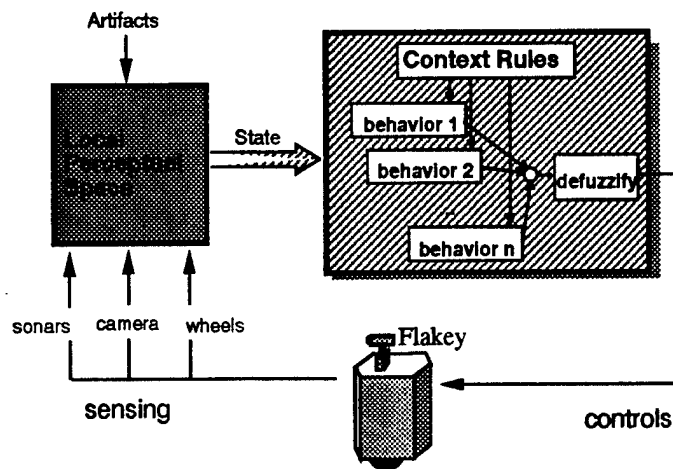 Artifacts
Context Rules
Local
Perceptual
Space
State
behavior 1
behavior 2
defuzzify
behavior n
sonars camera wheels
Flakey
sensing
controls